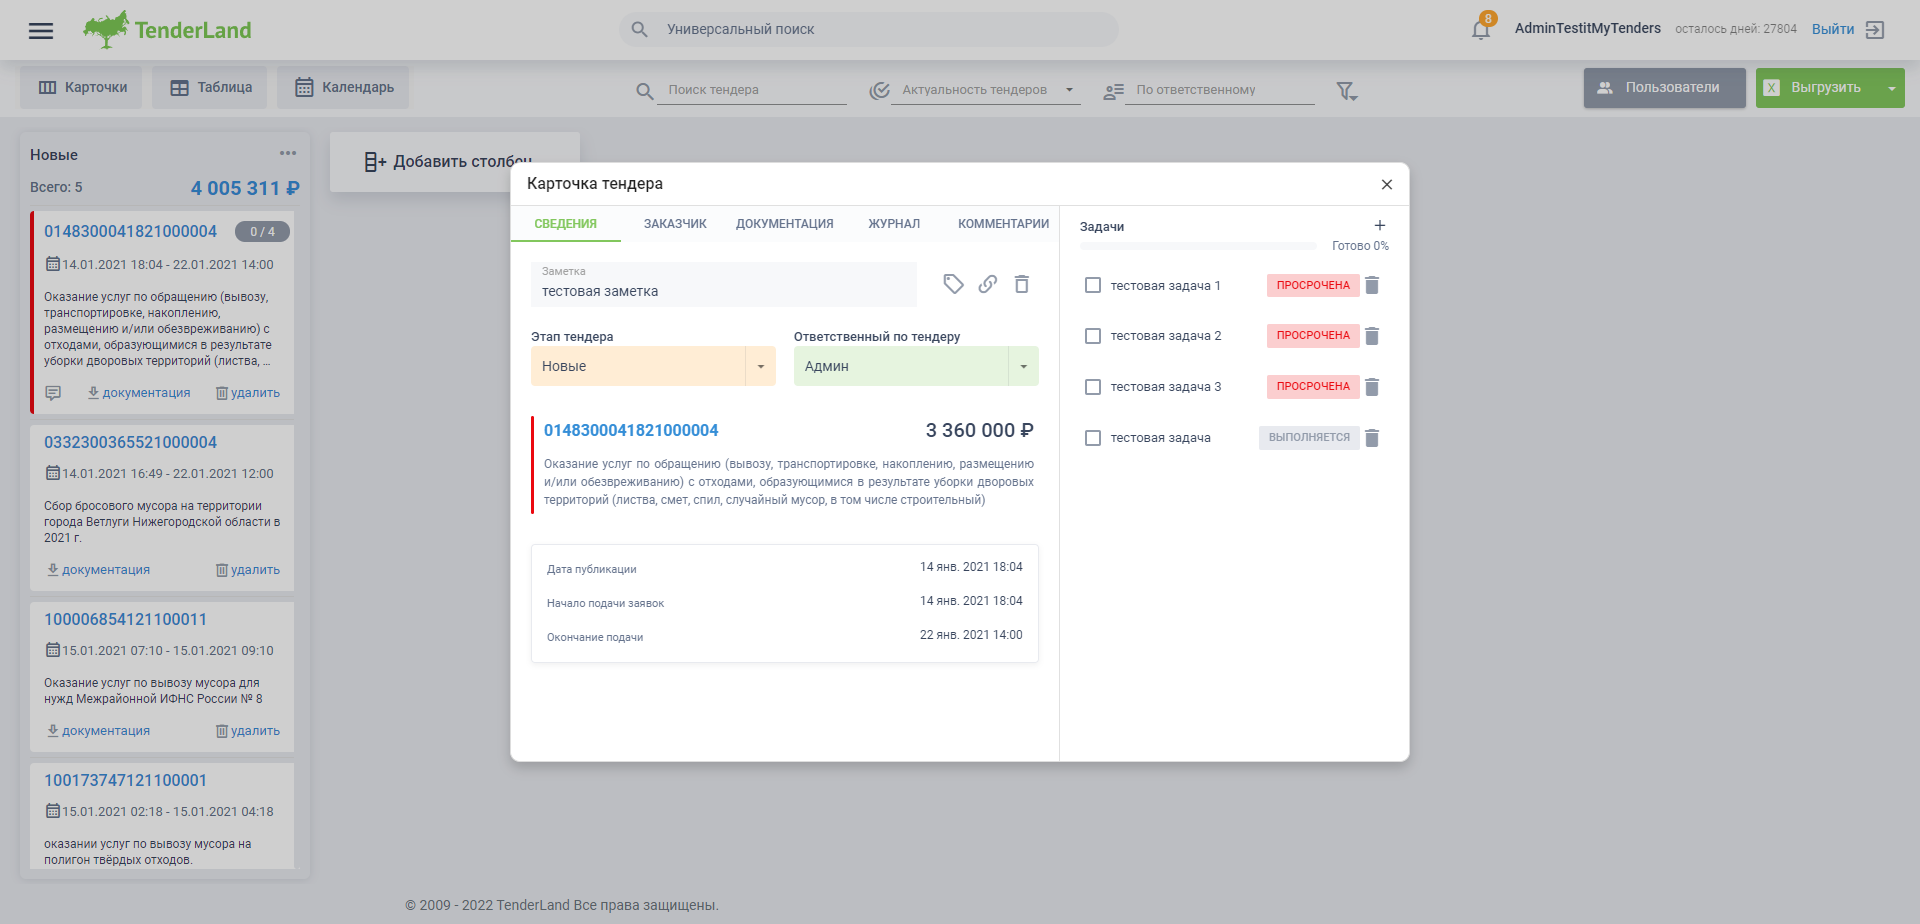 TenderLand
Универсальный поиск
8
AdminTestitMyTenders
осталось дней: 27804
Выйти
Карточки
Таблица
Календарь
Поиск тендера
Актуальность тендеров
По ответственному
Пользователи
X Выгрузить
Новые
Всего: 5
4 005 311 ₽
0148300041821000004
0 / 4
14.01.2021 18:04 - 22.01.2021 14:00
Оказание услуг по обращению (вывозу,
транспортировке, накоплению,
размещению и/или обезвреживанию) с
отходами, образующимися в результате
уборки дворовых территорий (листва, ...
документация
удалить
0332300365521000004
14.01.2021 16:49 - 22.01.2021 12:00
Сбор бросового мусора на территории
города Ветлуги Нижегородской области в
2021 г.
документация
удалить
100006854121100011
15.01.2021 07:10 - 15.01.2021 09:10
Оказание услуг по вывозу мусора для
нужд Межрайонной ИФНС России № 8
документация
удалить
100173747121100001
15.01.2021 02:18 - 15.01.2021 04:18
оказании услуг по вывозу мусора на
полигон твёрдых отходов.
Добавить столбец
Карточка тендера
СВЕДЕНИЯ
ЗАКАЗЧИК
ДОКУМЕНТАЦИЯ
ЖУРНАЛ
КОММЕНТАРИИ
Заметка
тестовая заметка
Этап тендера
Новые
Ответственный по тендеру
Админ
0148300041821000004
3 360 000 ₽
Оказание услуг по обращению (вывозу, транспортировке, накоплению, размещению
и/или обезвреживанию) с отходами, образующимися в результате уборки дворовых
территорий (листва, смет, спил, случайный мусор, в том числе строительный)
Дата публикации
14 янв. 2021 18:04
Начало подачи заявок
14 янв. 2021 18:04
Окончание подачи
22 янв. 2021 14:00
Задачи
Готово 0%
тестовая задача 1
ПРОСРОЧЕНА
тестовая задача 2
ПРОСРОЧЕНА
тестовая задача 3
ПРОСРОЧЕНА
тестовая задача
ВЫПОЛНЯЕТСЯ
© 2009 - 2022 TenderLand Все права защищены.